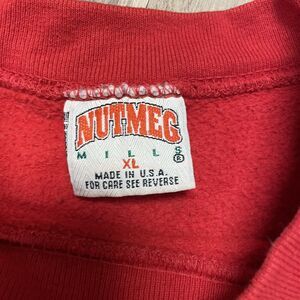 NUTMEG
MILLS®
XL
MADE IN U.S.A.
FOR CARE SEE REVERSE